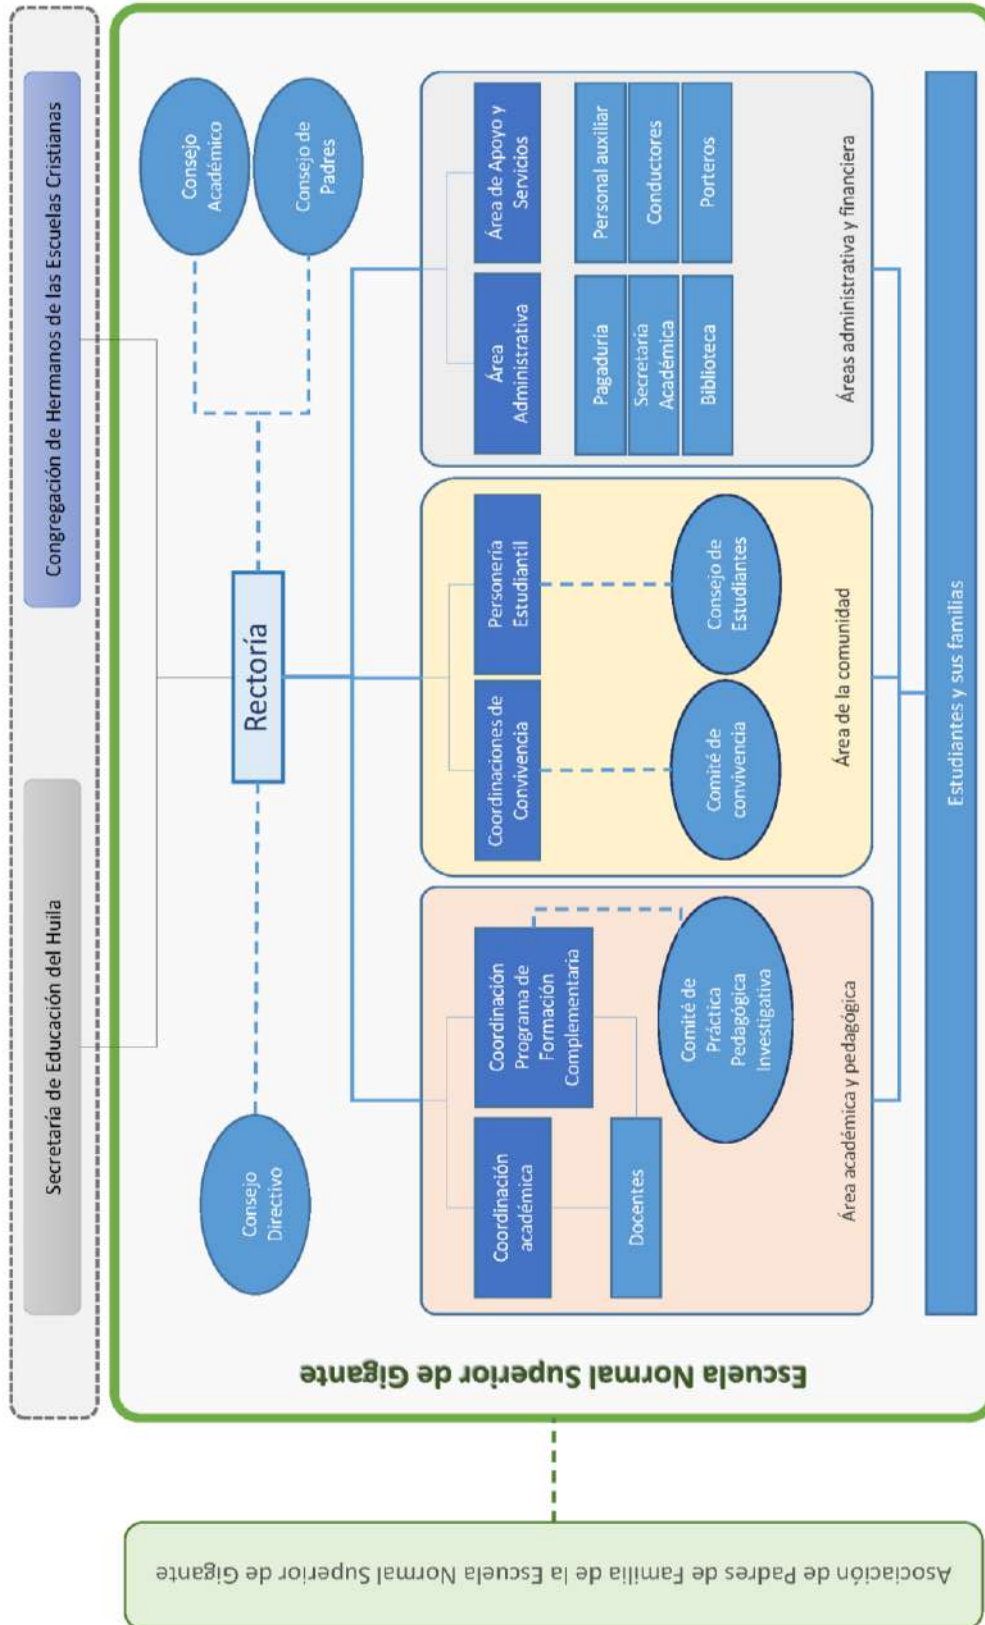 Secretaría de Educación del Huila
Congregación de Hermanos de las Escuelas Cristianas
Consejo
Académico
Consejo de
Padres
Rectoría
Consejo
Directivo
Coordinación
académica
Coordinación
Programa de
Formación
Complementaria
Docentes
Comité de
Práctica
Pedagógica
Investigativa
Área académica y pedagógica
Coordinaciones de
Convivencia
Personería
Estudiantil
Comité de
convivencia
Consejo de
Estudiantes
Área de la comunidad
Área
Administrativa
Área de Apoyo y
Servicios
Pagaduria
Personal auxiliar
Secretaria
Académica
Conductores
Biblioteca
Porteros
Áreas administrativa y financiera
Estudiantes y sus familias
Escuela Normal Superior de Gigante
Asociación de Padres de Familia de la Escuela Normal Superior de Gigante